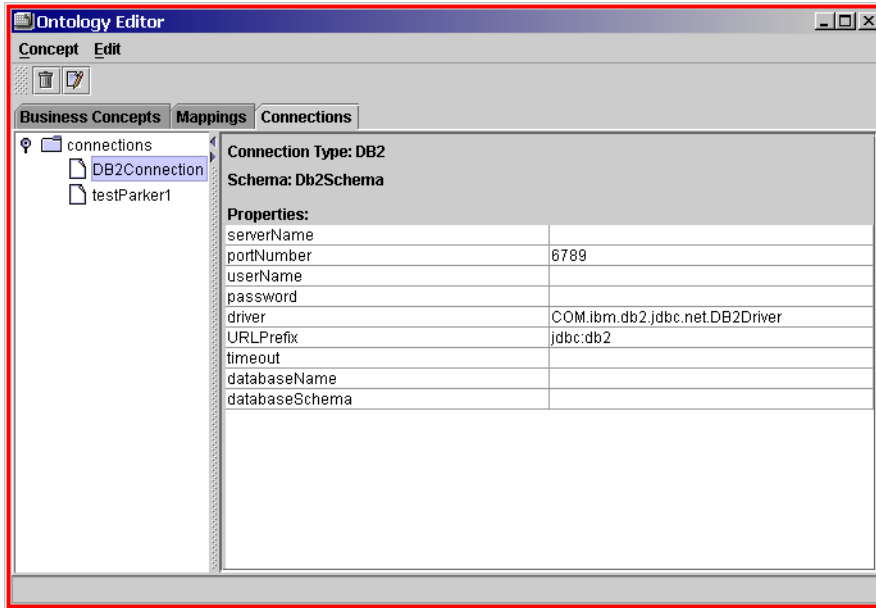 Ontology Editor
Concept Edit
Business Concepts Mappings Connections
connections
DB2Connection
testParker1
Connection Type: DB2
Schema: Db2Schema
Properties:
serverName
portNumber 6789
userName
password
driver COM.ibm.db2.jdbc.net.DB2Driver
URLPrefix jdbc:db2
timeout
databaseName
databaseSchema